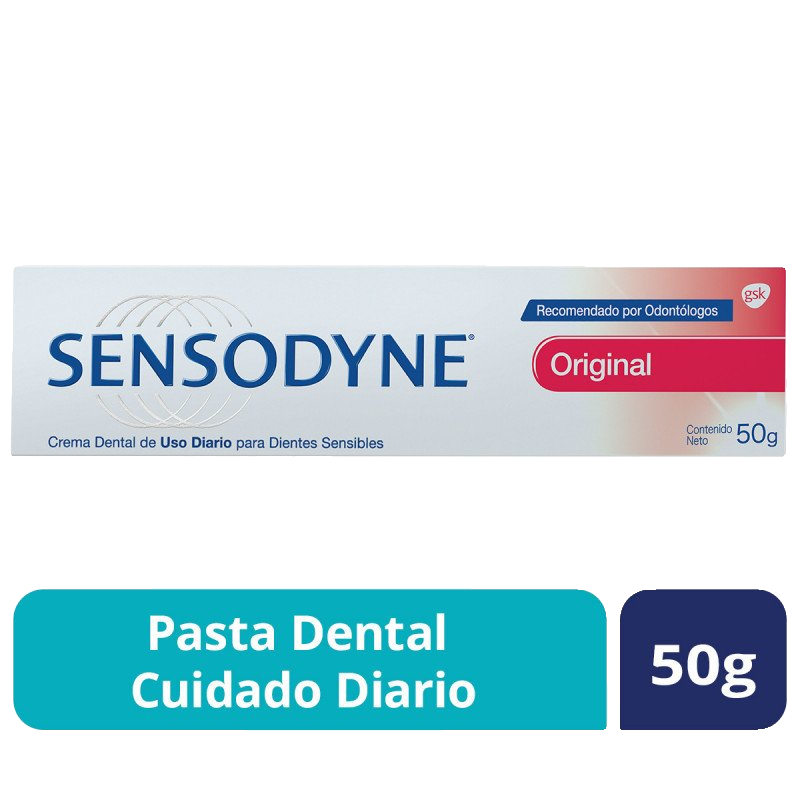 gsk
Recomendado por Odontólogos
SENSODYNE®
Original
Contenido
Neto 50g
Crema Dental de Uso Diario para Dientes Sensibles
Pasta Dental
Cuidado Diario
50g